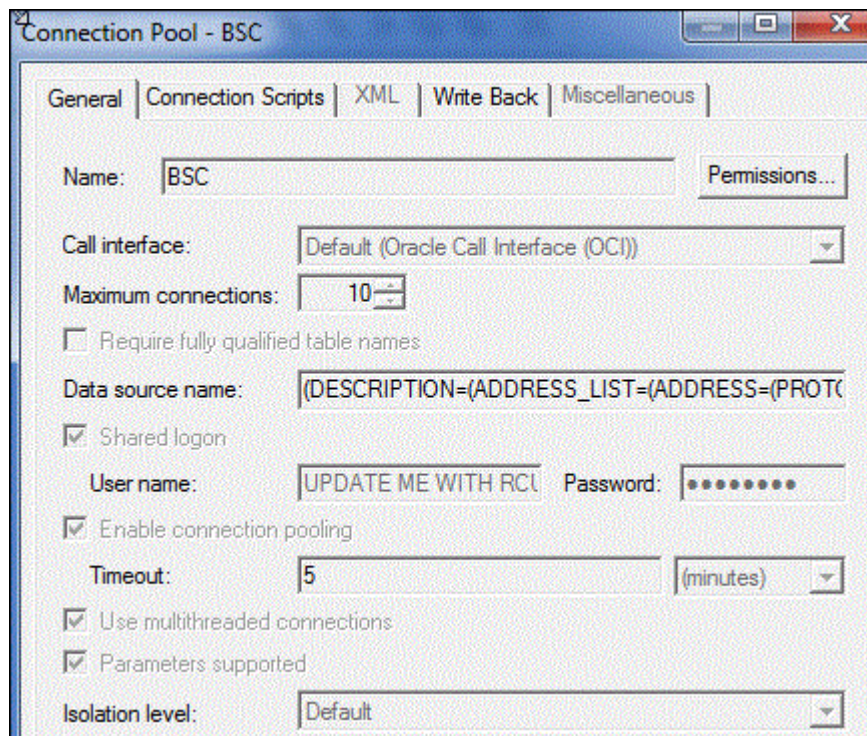 Connection Pool - BSC
General Connection Scripts XML Write Back Miscellaneous
Name: BSC Permissions...
Call interface: Default (Oracle Call Interface (OCI))
Maximum connections: 10
Require fully qualified table names
Data source name: (DESCRIPTION=(ADDRESS_LIST=(ADDRESS=(PROTO
Shared logon
User name: UPDATE ME WITH RCU Password: ●●●●●●●●
Enable connection pooling
Timeout: 5 (minutes)
Use multithreaded connections
Parameters supported
Isolation level: Default